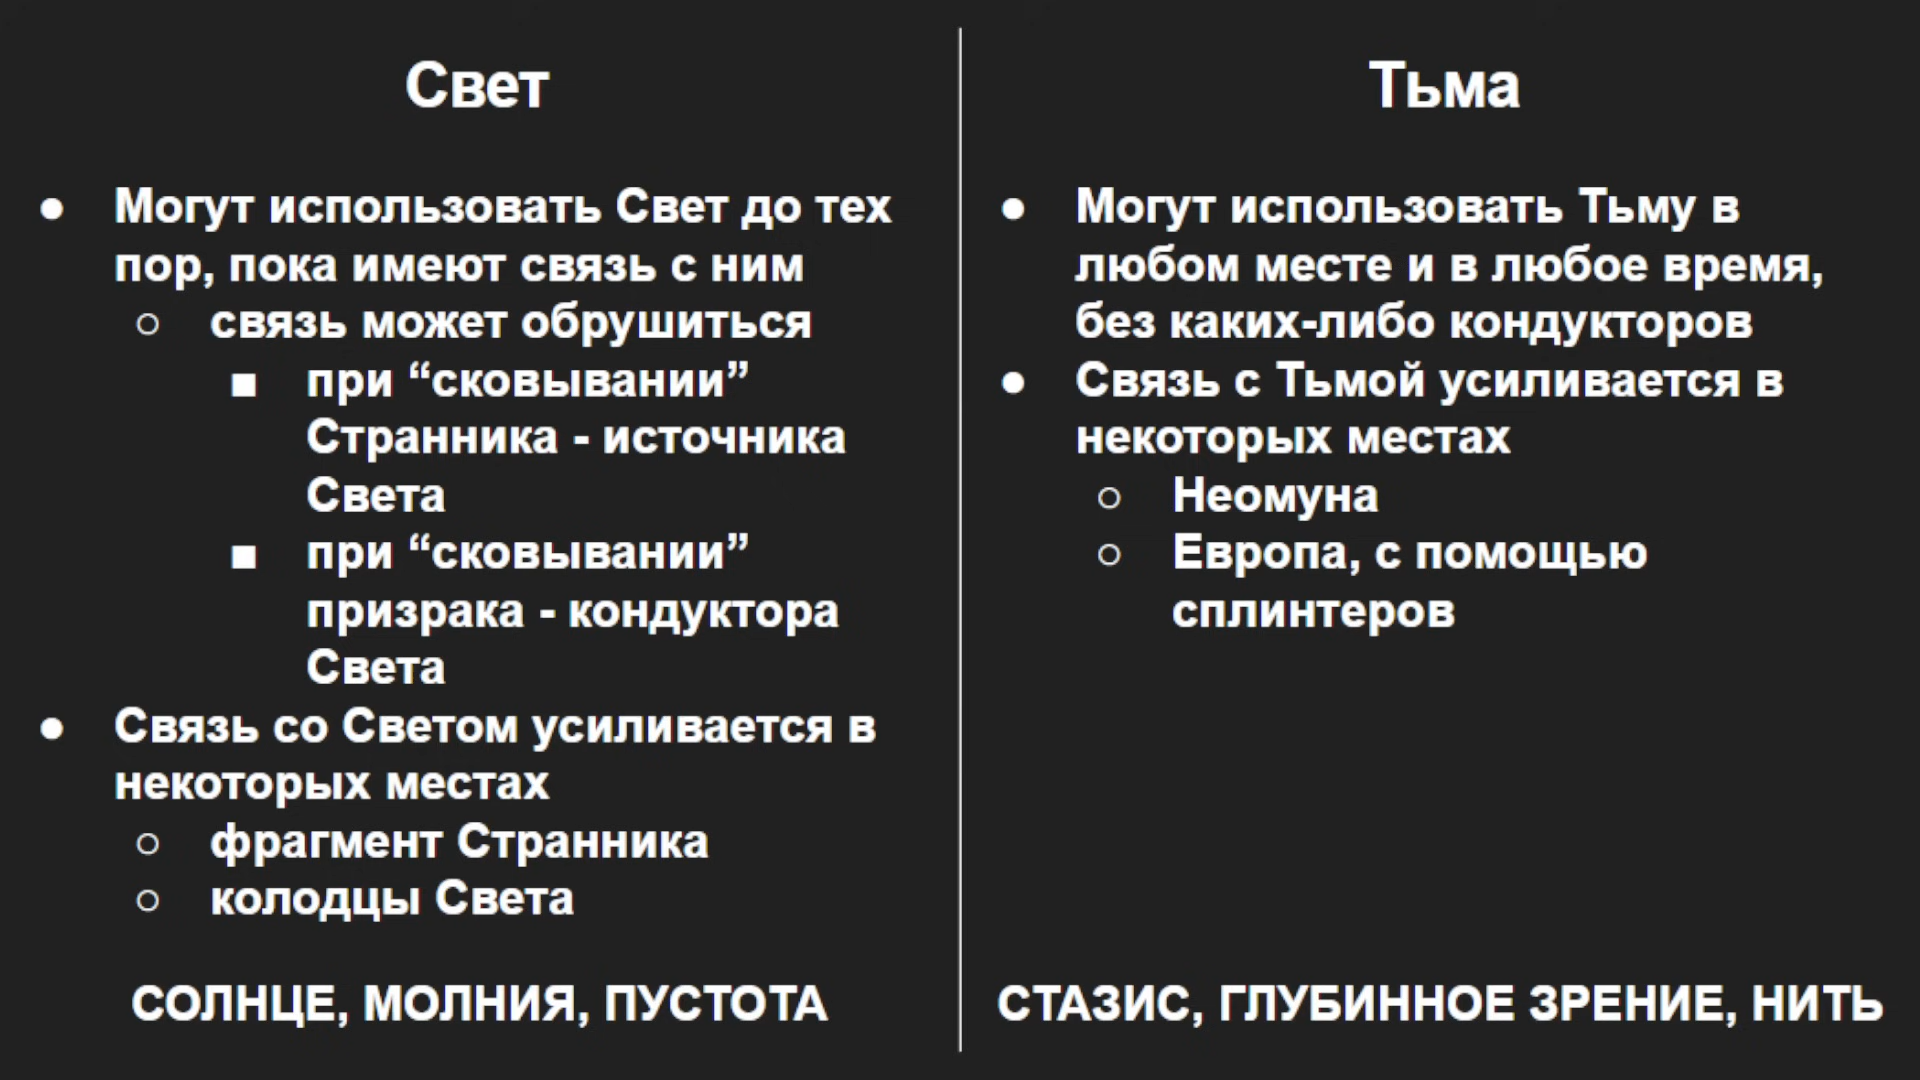 Свет
● Могут использовать Свет до тех
пор, пока имеют связь с ним
○ связь может обрушиться
■ при “сковывании”
Странника - источника
Света
■ при “сковывании”
призрака - кондуктора
Света
● Связь со Светом усиливается в
некоторых местах
○ фрагмент Странника
○ колодцы Света
СОЛНЦЕ, МОЛНИЯ, ПУСТОТА
Тьма
● Могут использовать Тьму в
любом месте и в любое время,
без каких-либо кондукторов
● Связь с Тьмой усиливается в
некоторых местах
○ Неомуна
○ Европа, с помощью
сплинтеров
СТАЗИС, ГЛУБИННОЕ ЗРЕНИЕ, НИТЬ